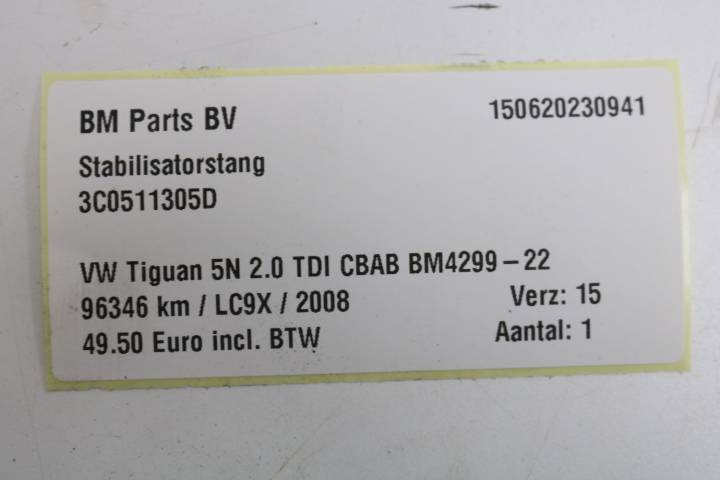 BM Parts BV 150620230941
Stabilisatorstang
3C0511305D
VW Tiguan 5N 2.0 TDI CBAB BM4299-22
96346 km / LC9X / 2008 Verz: 15
49.50 Euro incl. BTW Aantal: 1